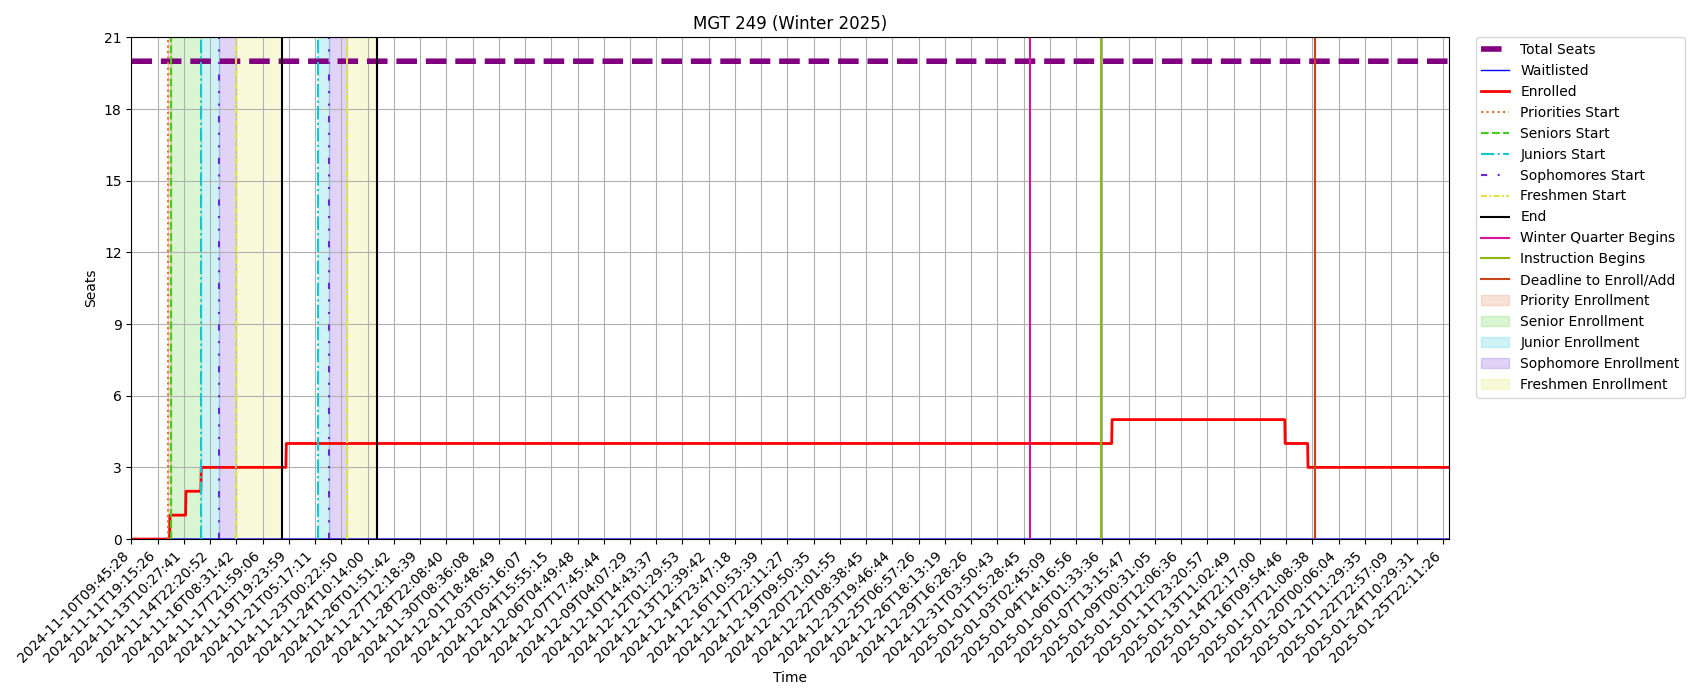 MGT 249 (Winter 2025)
21
18
15
12
9
6
3
0
Seats
2024-11-10T09:45:28
2024-11-11T19:15:26
2024-11-13T10:27:41
2024-11-14T22:20:52
2024-11-16T08:31:42
2024-11-17T21:59:06
2024-11-19T19:23:59
2024-11-21T05:17:11
2024-11-23T00:22:50
2024-11-24T10:14:00
2024-11-26T01:51:42
2024-11-27T12:18:39
2024-11-28T22:08:40
2024-11-30T08:36:08
2024-12-01T18:48:49
2024-12-03T05:16:07
2024-12-04T14:55:15
2024-12-06T04:49:48
2024-12-07T17:45:44
2024-12-09T04:07:29
2024-12-10T14:43:37
2024-12-12T01:29:53
2024-12-13T12:39:42
2024-12-14T23:47:18
2024-12-16T10:53:39
2024-12-17T22:11:27
2024-12-19T09:50:35
2024-12-20T21:01:55
2024-12-22T08:38:45
2024-12-23T19:46:44
2024-12-25T06:57:26
2024-12-26T18:13:19
2024-12-29T16:28:26
2024-12-31T03:50:43
2025-01-01T15:28:45
2025-01-03T02:45:09
2025-01-04T14:16:56
2025-01-06T01:33:36
2025-01-07T13:15:47
2025-01-09T00:31:05
2025-01-10T12:06:36
2025-01-11T23:20:57
2025-01-13T11:02:49
2025-01-14T22:17:00
2025-01-16T09:54:46
2025-01-17T21:08:38
2025-01-20T00:06:04
2025-01-21T11:29:35
2025-01-22T22:57:09
2025-01-24T10:29:31
2025-01-25T22:11:26
Time
Total Seats
Waitlisted
Enrolled
Priorities Start
Seniors Start
Juniors Start
Sophomores Start
Freshmen Start
End
Winter Quarter Begins
Instruction Begins
Deadline to Enroll/Add
Priority Enrollment
Senior Enrollment
Junior Enrollment
Sophomore Enrollment
Freshmen Enrollment